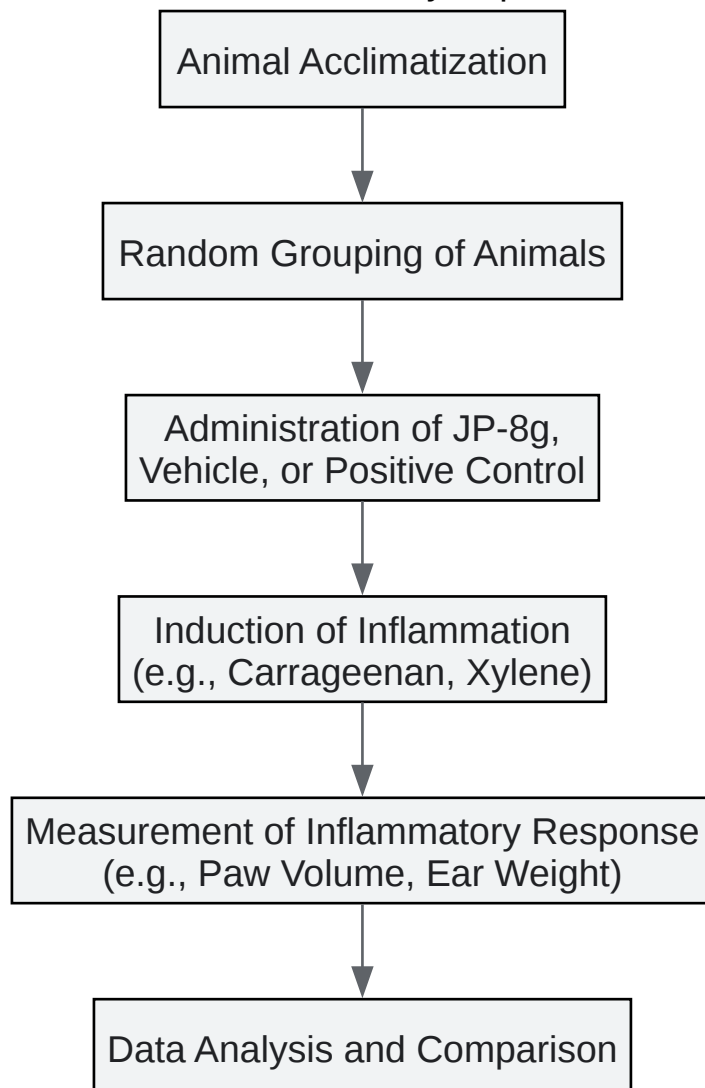 Animal Acclimatization
Random Grouping of Animals
Administration of JP-8g,
Vehicle, or Positive Control
Induction of Inflammation
(e.g., Carrageenan, Xylene)
Measurement of Inflammatory Response
(e.g., Paw Volume, Ear Weight)
Data Analysis and Comparison